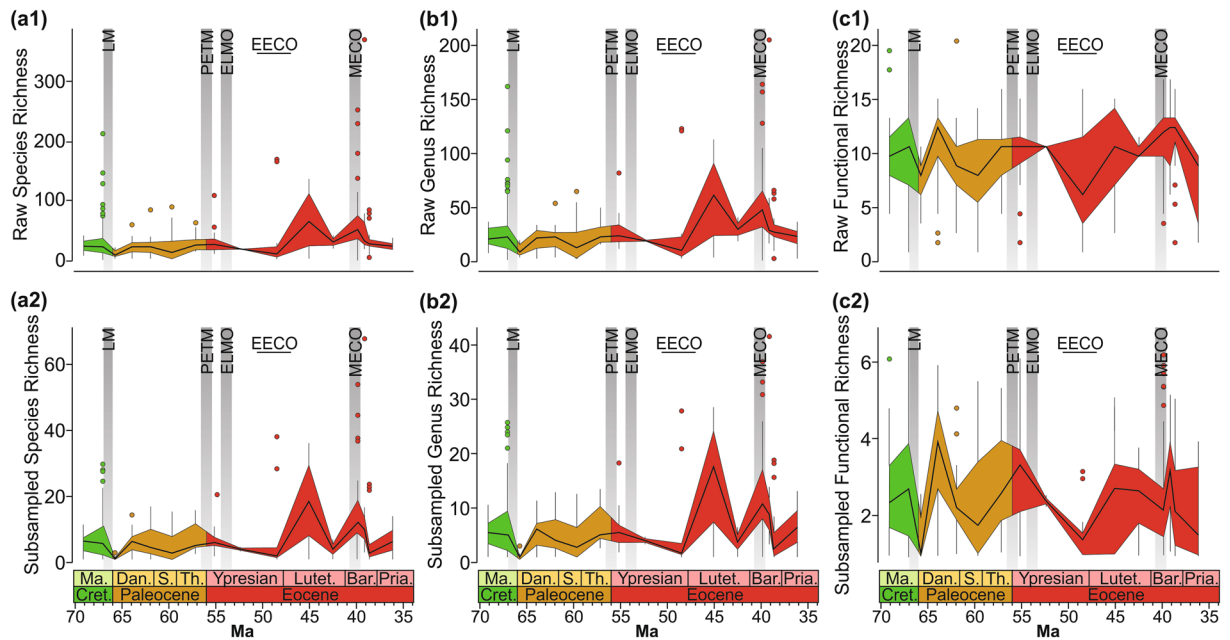 (a1)
Raw Species Richness
300
200
100
0
LM
PETM
ELMO
EECO
MECO
(b1)
Raw Genus Richness
200
150
100
50
0
LM
PETM
ELMO
EECO
MECO
(c1)
Raw Functional Richness
20
15
10
5
0
LM
PETM
ELMO
EECO
MECO
(a2)
Subsampled Species Richness
60
40
20
0
LM
PETM
ELMO
EECO
MECO
(b2)
Subsampled Genus Richness
40
30
20
10
0
LM
PETM
ELMO
EECO
MECO
(c2)
Subsampled Functional Richness
6
4
2
LM
PETM
ELMO
EECO
MECO
Ma. Dan. S. Th. Ypresian Lutet. Bar. Pria.
Cret. Paleocene Eocene
70 65 60 55 50 45 40 35
Ma
Ma. Dan. S. Th. Ypresian Lutet. Bar. Pria.
Cret. Paleocene Eocene
70 65 60 55 50 45 40 35
Ma
Ma. Dan. S. Th. Ypresian Lutet. Bar. Pria.
Cret. Paleocene Eocene
70 65 60 55 50 45 40 35
Ma